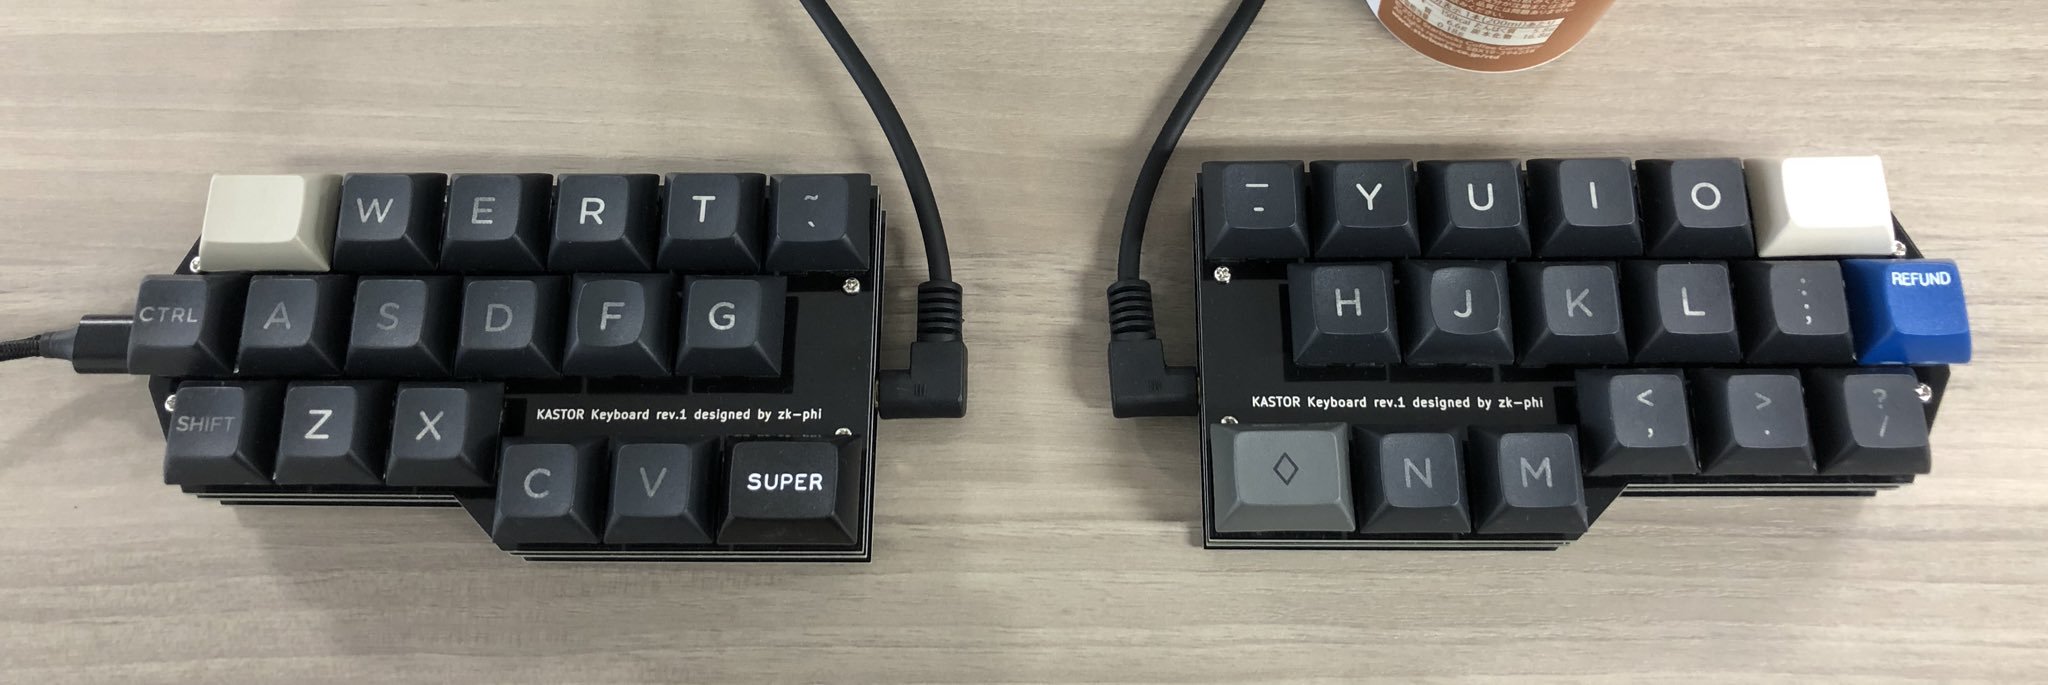 W E R T ~ `
CTRL A S D F G
SHIFT Z X
KASTOR Keyboard rev.1 designed by zk-phi
C V SUPER
Y U I O
H J K L : ; REFUND
KASTOR Keyboard rev.1 designed by zk-phi
< , > . ? /
◇ N M